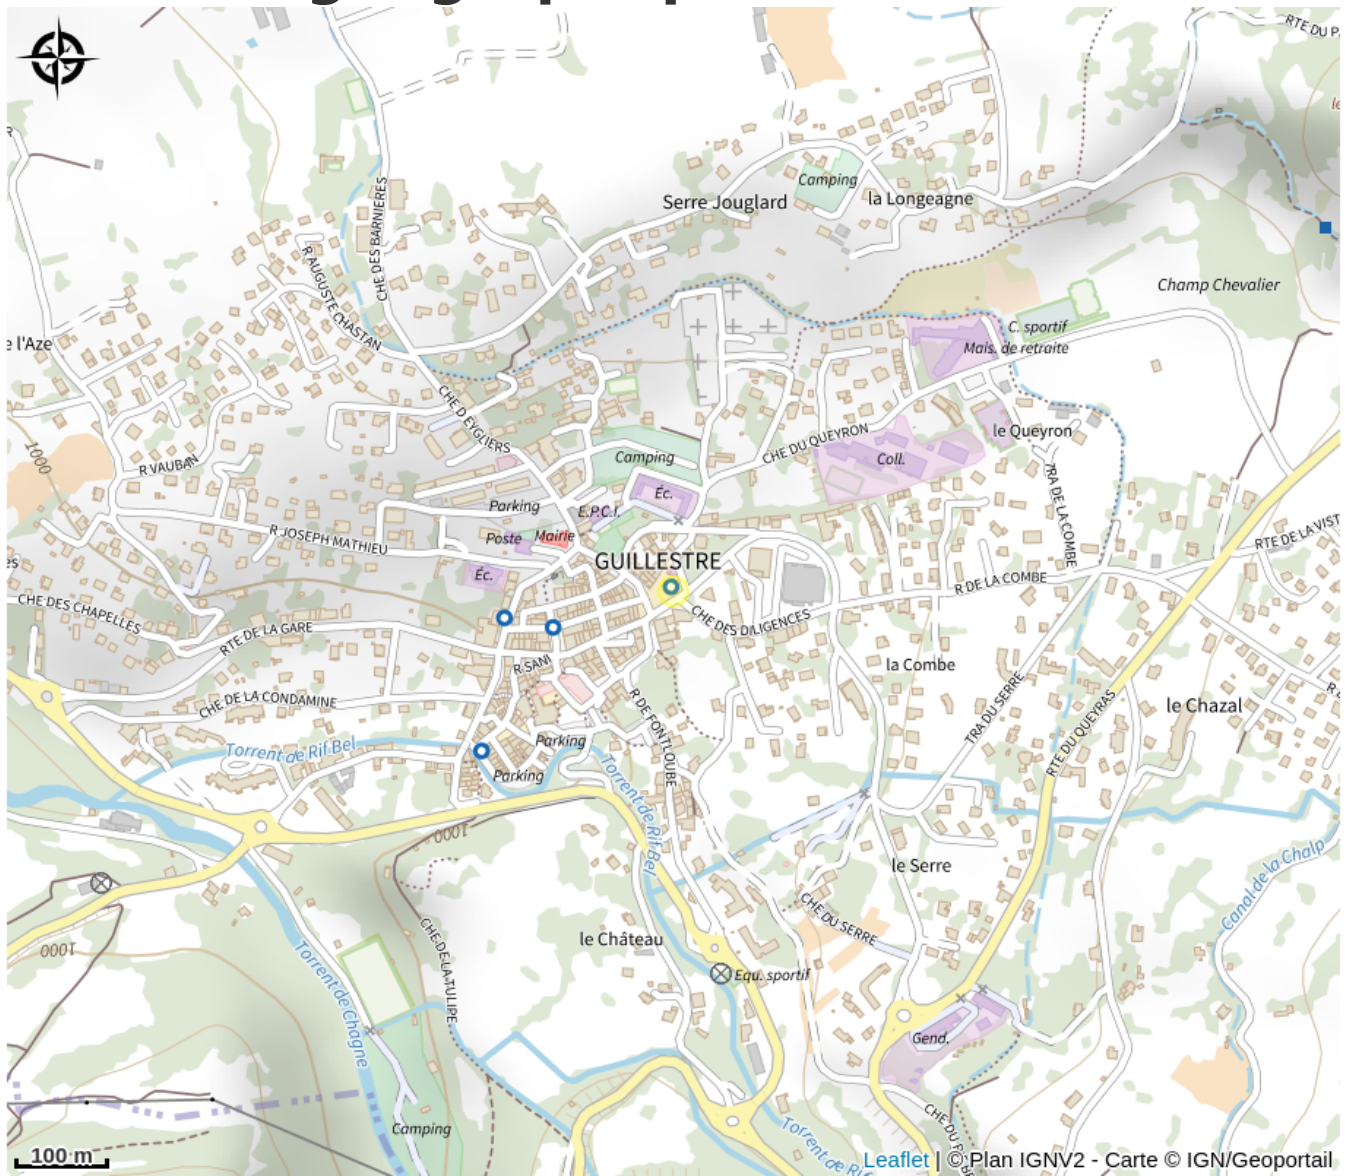 RTE DU P
Camping
Serre Jouglard
la Longeagne
CHE DES BARNIERES
R AUGUSTE CHASTAN
Champ Chevalier
C. sportif
e l'Aze
Mais. de retraite
CHE D EYGLIERS
CHE DU QUEYRON
le Queyron
1000
R VAUBAN
Camping
Coll.
Éc.
Parking
E.P.C.I.
TRA DE LA COMBE
R JOSEPH MATHIEU
Poste
Mairie
RTE DE LA VIST
GUILLESTRE
es
Éc.
R DE LA COMBE
CHE DES CHAPELLES
CHE DES DILIGENCES
RTE DE LA GARE
R SANI
la Combe
CHE DE LA CONDAMINE
R DE FONTLOUBE
TRA DU SERRE
le Chazal
RTE DU QUEYRAS
Torrent de Rif Bel
Parking
Parking
Torrent de Rif Bel
1000
le Serre
Canal de la Chalp
CHE DU SERRE
CHE DE LA TULIPE
le Château
1000
Torrent de Chagne
Equ. sportif
Gend.
Camping
CHE DU
Torrent de Ri
100 m
Leaflet | © Plan IGNV2 - Carte © IGN/Geoportail